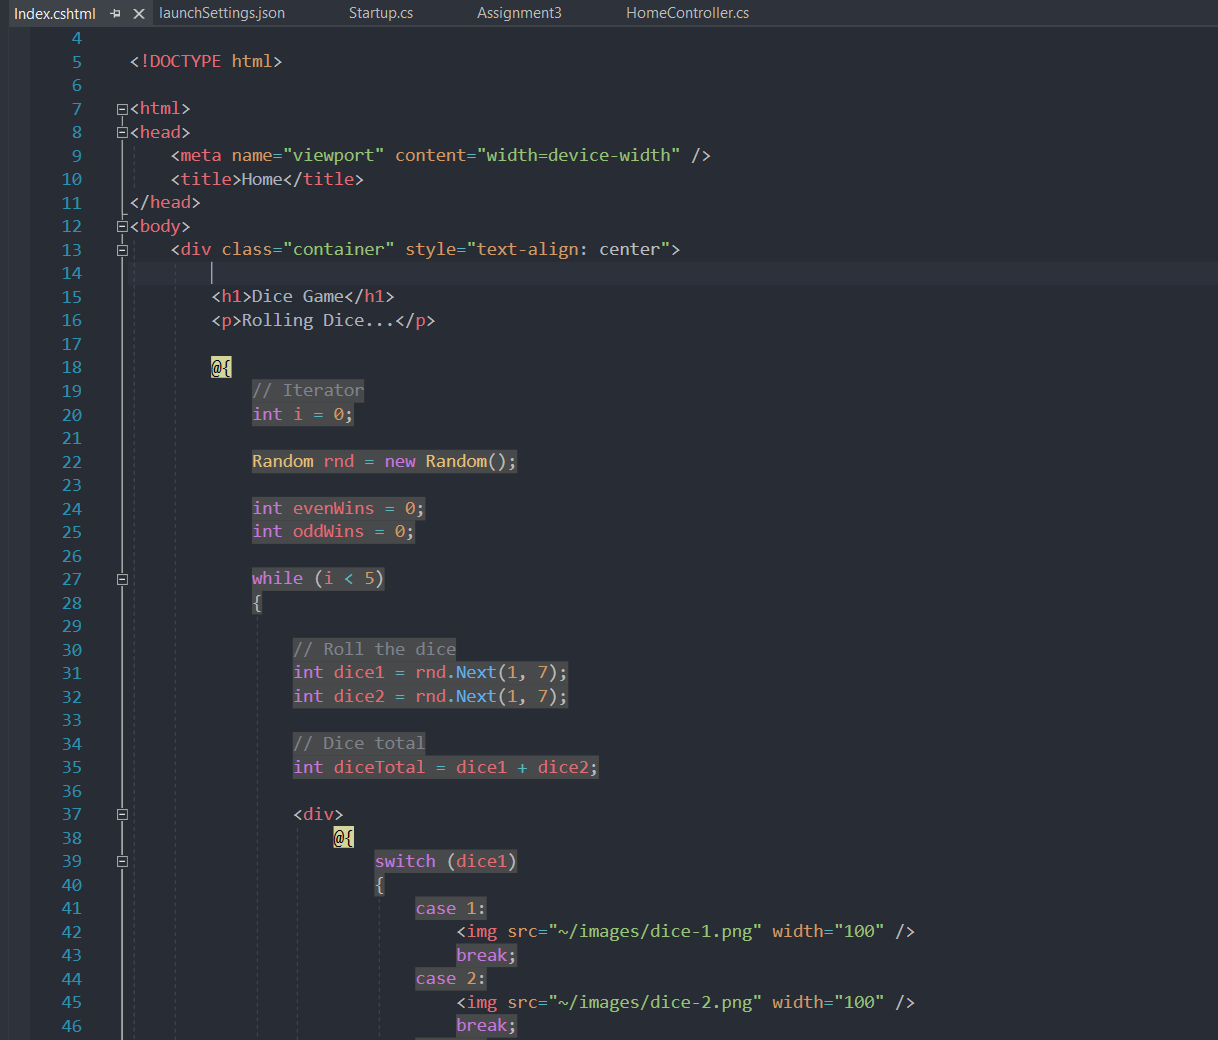 Index.cshtml launchSettings.json Startup.cs Assignment3 HomeController.cs
4
5 <!DOCTYPE html>
6
7 <html>
8 <head>
9 <meta name="viewport" content="width=device-width" />
10 <title>Home</title>
11 </head>
12 <body>
13 <div class="container" style="text-align: center">
14
15 <h1>Dice Game</h1>
16 <p>Rolling Dice...</p>
17
18 @{
19 // Iterator
20 int i = 0;
21
22 Random rnd = new Random();
23
24 int evenWins = 0;
25 int oddWins = 0;
26
27 while (i < 5)
28 {
29
30 // Roll the dice
31 int dice1 = rnd.Next(1, 7);
32 int dice2 = rnd.Next(1, 7);
33
34 // Dice total
35 int diceTotal = dice1 + dice2;
36
37 <div>
38 @{
39 switch (dice1)
40 {
41 case 1:
42 <img src="~/images/dice-1.png" width="100" />
43 break;
44 case 2:
45 <img src="~/images/dice-2.png" width="100" />
46 break;